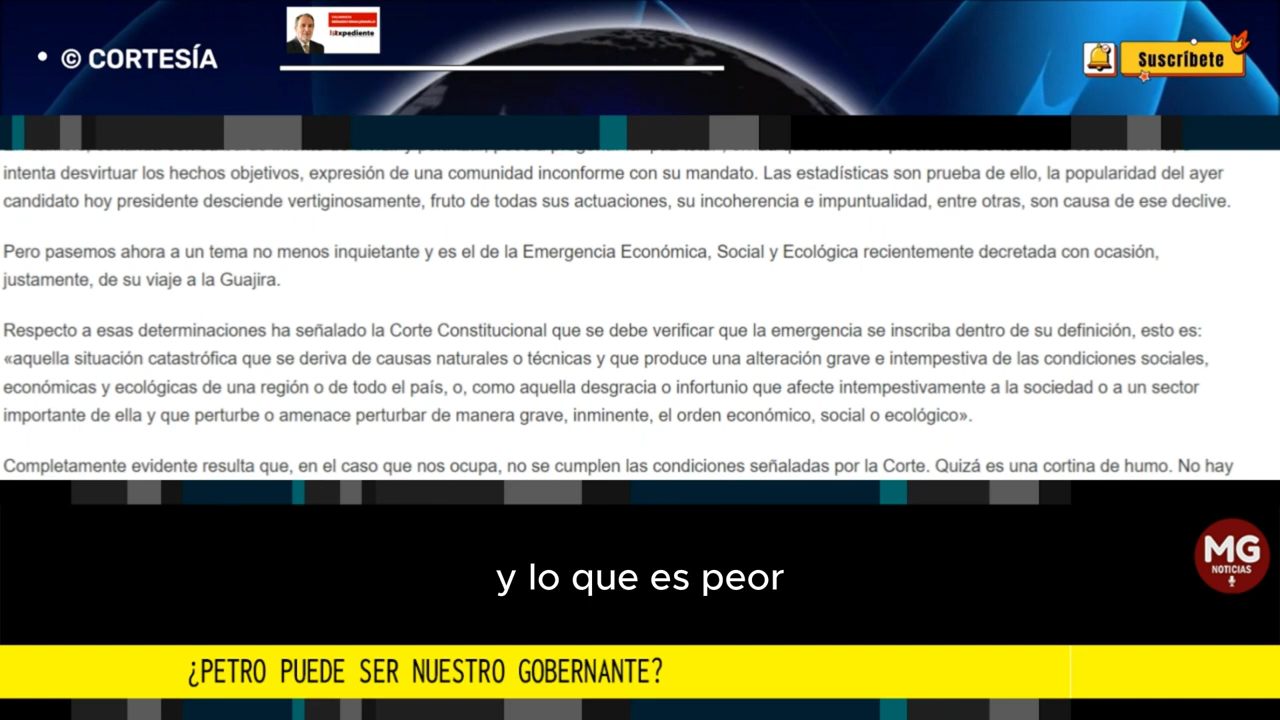 • © CORTESÍA
Expediente
Suscríbete
intenta desvirtuar los hechos objetivos, expresión de una comunidad inconforme con su mandato. Las estadísticas son prueba de ello, la popularidad del ayer
candidato hoy presidente desciende vertiginosamente, fruto de todas sus actuaciones, su incoherencia e impuntualidad, entre otras, son causa de ese declive.
Pero pasemos ahora a un tema no menos inquietante y es el de la Emergencia Económica, Social y Ecológica recientemente decretada con ocasión,
justamente, de su viaje a la Guajira.
Respecto a esas determinaciones ha señalado la Corte Constitucional que se debe verificar que la emergencia se inscriba dentro de su definición, esto es:
«aquella situación catastrófica que se deriva de causas naturales o técnicas y que produce una alteración grave e intempestiva de las condiciones sociales,
económicas y ecológicas de una región o de todo el país, o, como aquella desgracia o infortunio que afecte intempestivamente a la sociedad o a un sector
importante de ella y que perturbe o amenace perturbar de manera grave, inminente, el orden económico, social o ecológico».
Completamente evidente resulta que, en el caso que nos ocupa, no se cumplen las condiciones señaladas por la Corte. Quizá es una cortina de humo. No hay
MG
NOTICIAS
y lo que es peor
¿PETRO PUEDE SER NUESTRO GOBERNANTE?